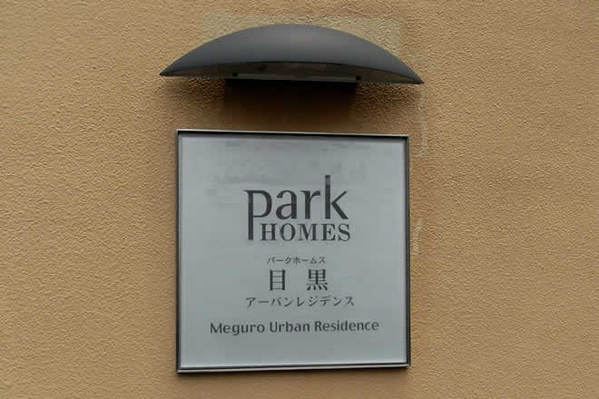 park
HOMES
パークホームス
目黒
アーバンレジデンス
Meguro Urban Residence